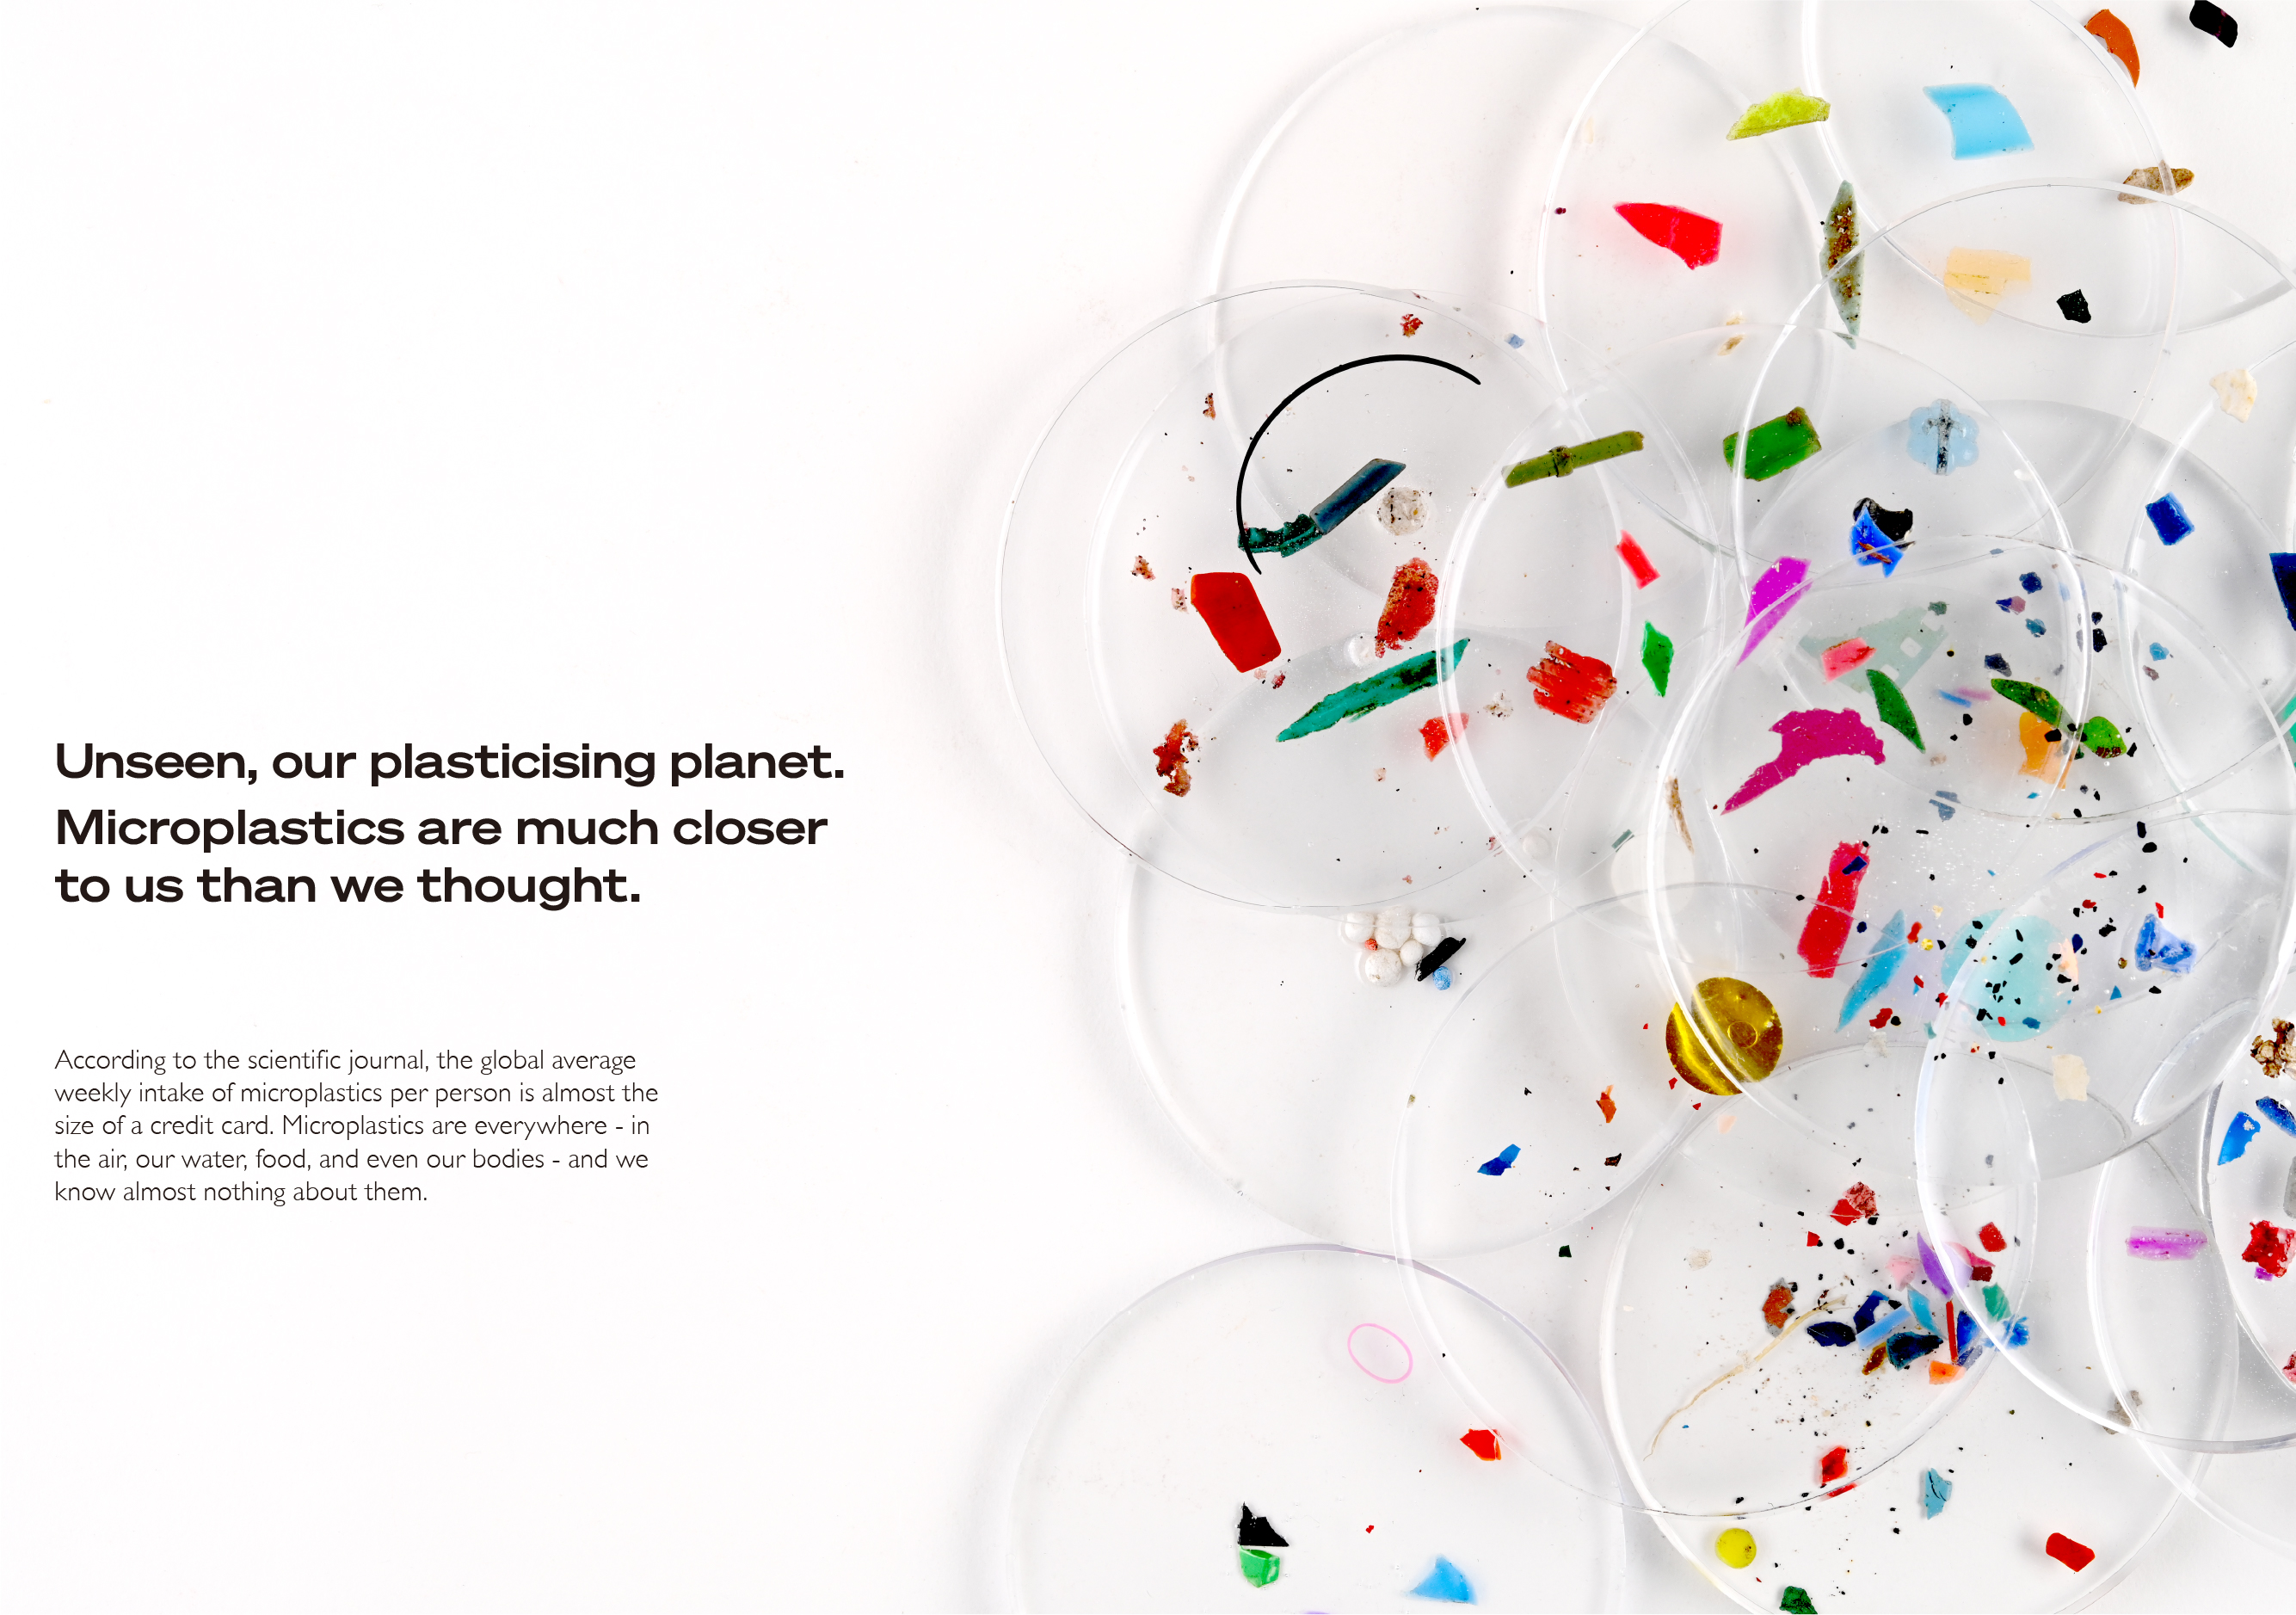 Unseen, our plasticising planet.
Microplastics are much closer
to us than we thought.
According to the scientific journal, the global average
weekly intake of microplastics per person is almost the
size of a credit card. Microplastics are everywhere - in
the air, our water, food, and even our bodies - and we
know almost nothing about them.